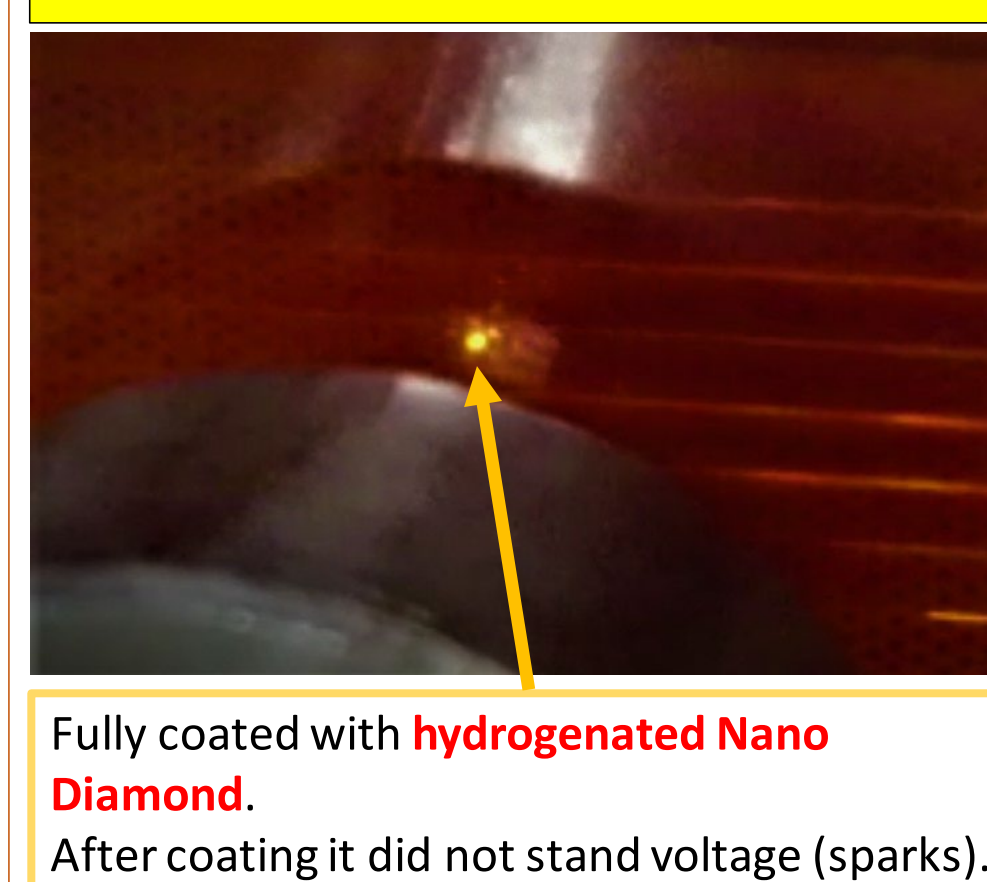 Fully coated with hydrogenated Nano
Diamond.
After coating it did not stand voltage (sparks).